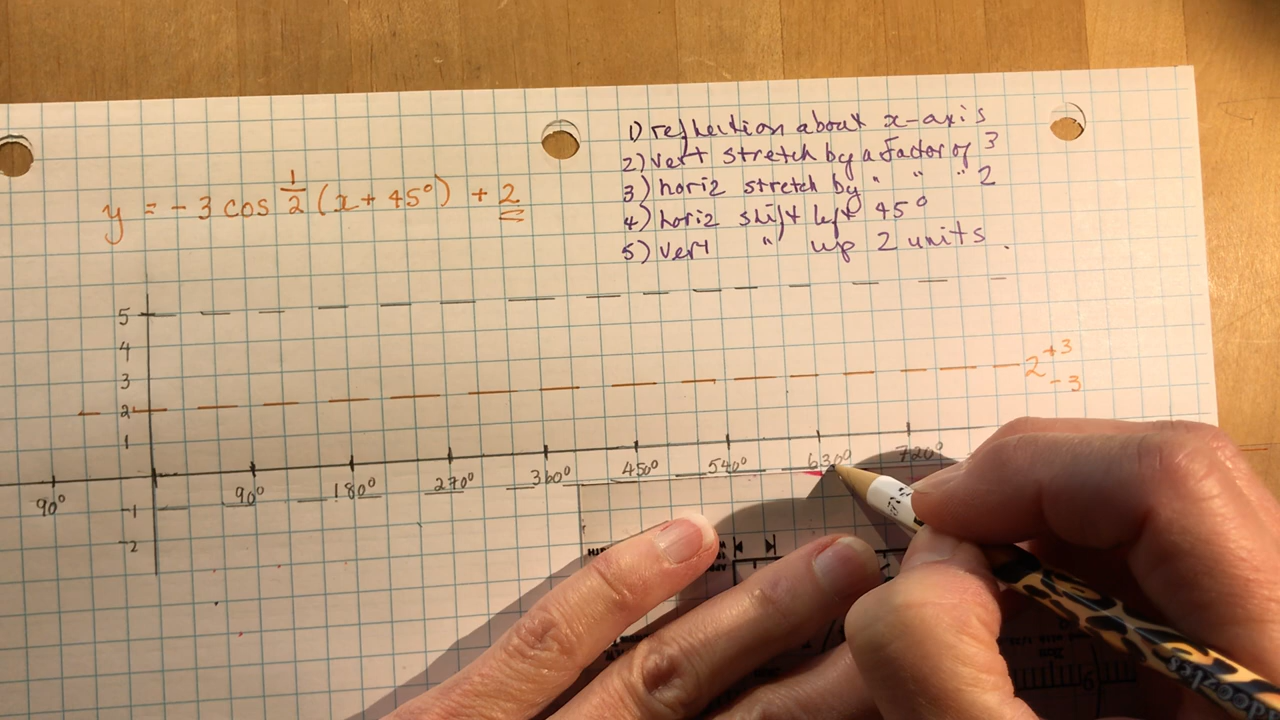 1) reflection about x-axis
2) vert stretch by a factor of 3
3) horiz stretch by " " " 2
4) horiz shift left 45°
5) vert " up 2 units.
y = -3 cos 1/2 (x + 45°) + 2
5
4
3
2
1
-1
-2
2 +3 -3
90° 90° 180° 270° 360° 450° 540° 630° 720°